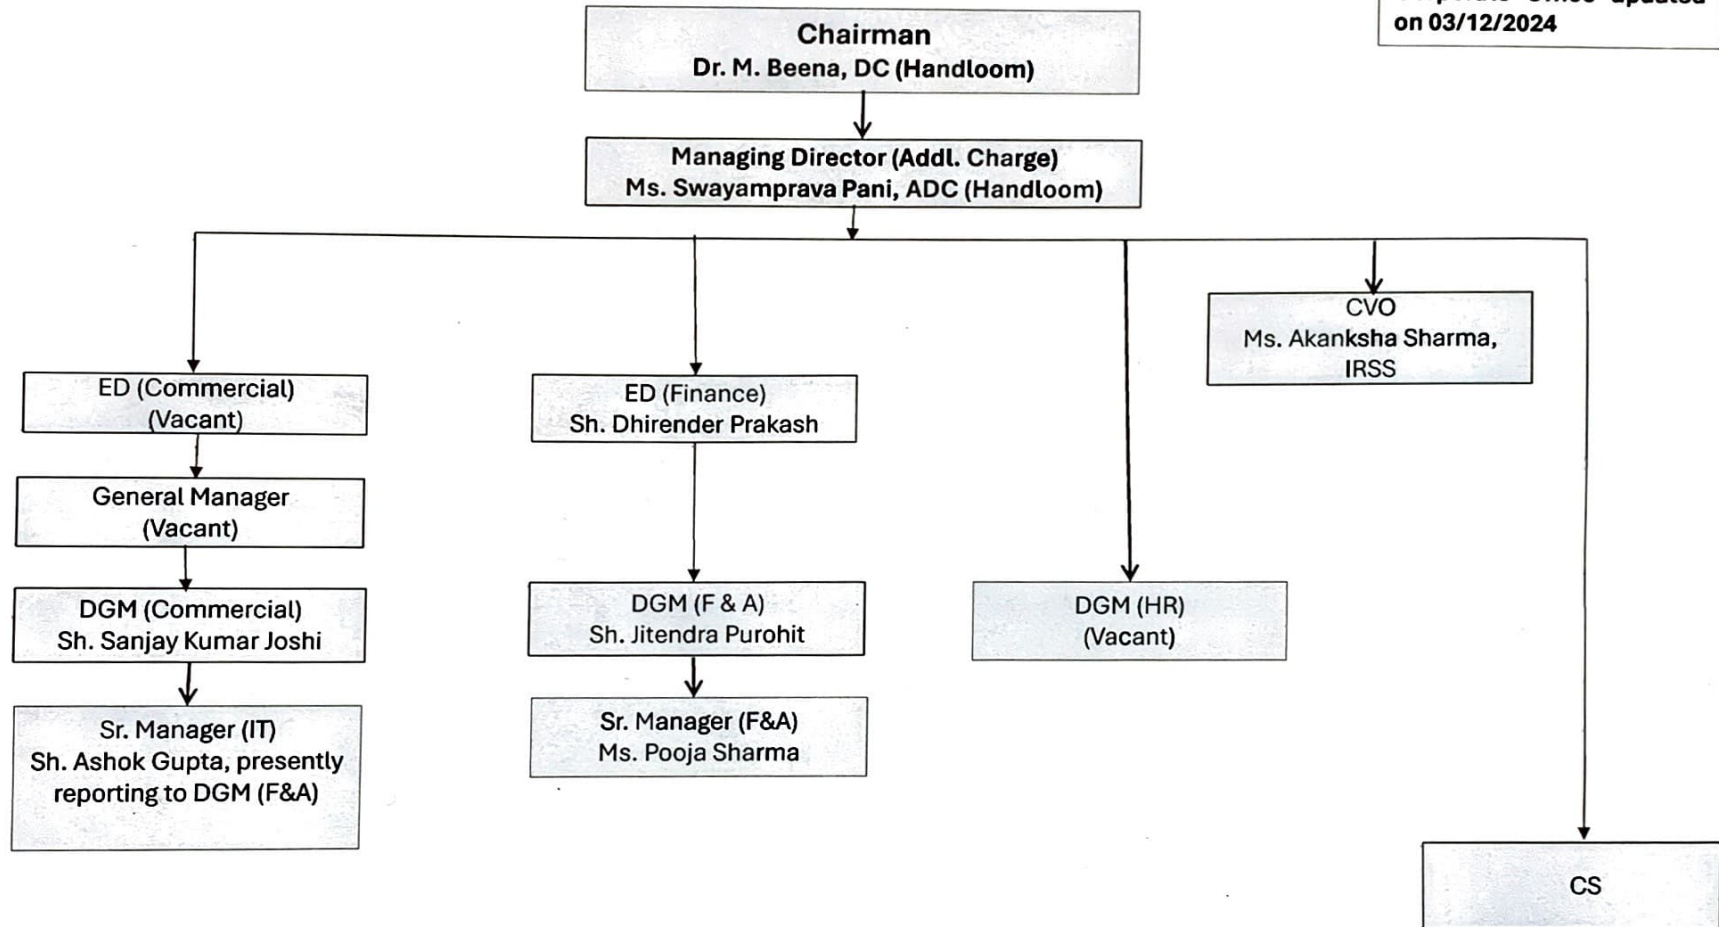 on 03/12/2024
Chairman
Dr. M. Beena, DC (Handloom)
Managing Director (Addl. Charge)
Ms. Swayamprava Pani, ADC (Handloom)
CVO
Ms. Akanksha Sharma,
IRSS
ED (Commercial)
(Vacant)
ED (Finance)
Sh. Dhirender Prakash
General Manager
(Vacant)
DGM (Commercial)
Sh. Sanjay Kumar Joshi
DGM (F & A)
Sh. Jitendra Purohit
DGM (HR)
(Vacant)
Sr. Manager (IT)
Sh. Ashok Gupta, presently
reporting to DGM (F&A)
Sr. Manager (F&A)
Ms. Pooja Sharma
CS